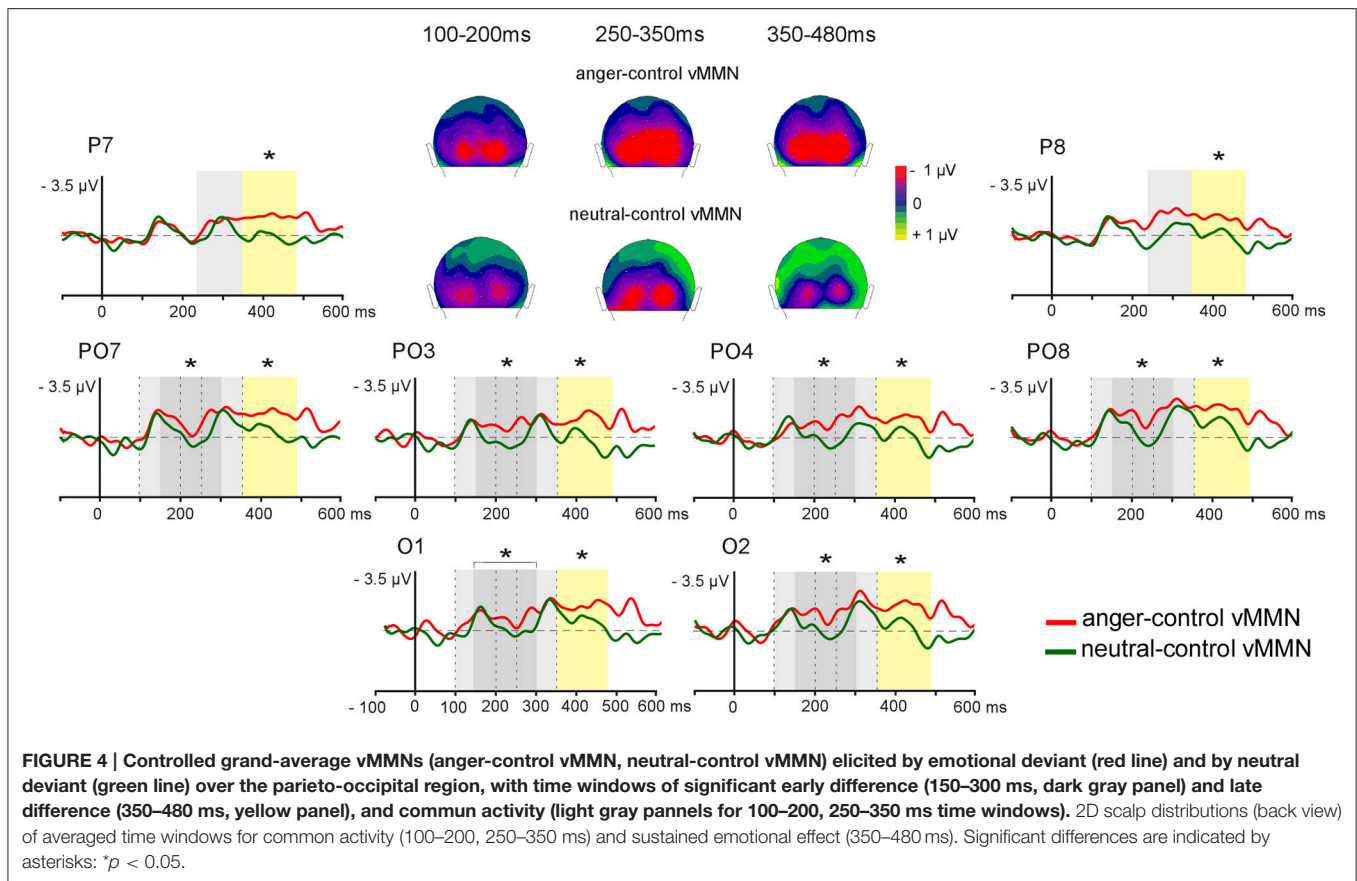 100-200ms 250-350ms 350-480ms
anger-control vMMN
P7
*
- 3.5 µV
0 200 400 600 ms
- 1 µV
0
+ 1 µV
neutral-control vMMN
P8
*
- 3.5 µV
0 200 400 600 ms
PO7
* *
- 3.5 µV
0 200 400 600 ms
PO3
* *
- 3.5 µV
0 200 400 600 ms
PO4
* *
- 3.5 µV
0 200 400 600 ms
PO8
* *
- 3.5 µV
0 200 400 600 ms
O1
* *
- 3.5 µV
- 100 0 100 200 300 400 500 600 ms
O2
* *
- 3.5 µV
0 200 400 600 ms
anger-control vMMN
neutral-control vMMN
FIGURE 4 | Controlled grand-average vMMNs (anger-control vMMN, neutral-control vMMN) elicited by emotional deviant (red line) and by neutral
deviant (green line) over the parieto-occipital region, with time windows of significant early difference (150–300 ms, dark gray panel) and late
difference (350–480 ms, yellow panel), and commun activity (light gray pannels for 100–200, 250–350 ms time windows). 2D scalp distributions (back view)
of averaged time windows for common activity (100–200, 250–350 ms) and sustained emotional effect (350–480 ms). Significant differences are indicated by
asterisks: *p < 0.05.